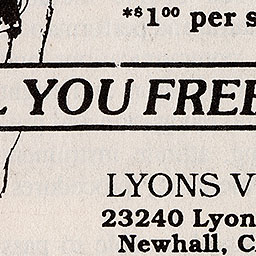 *$1⁰⁰ per s
L YOU FREE
LYONS V
23240 Lyon
Newhall, C